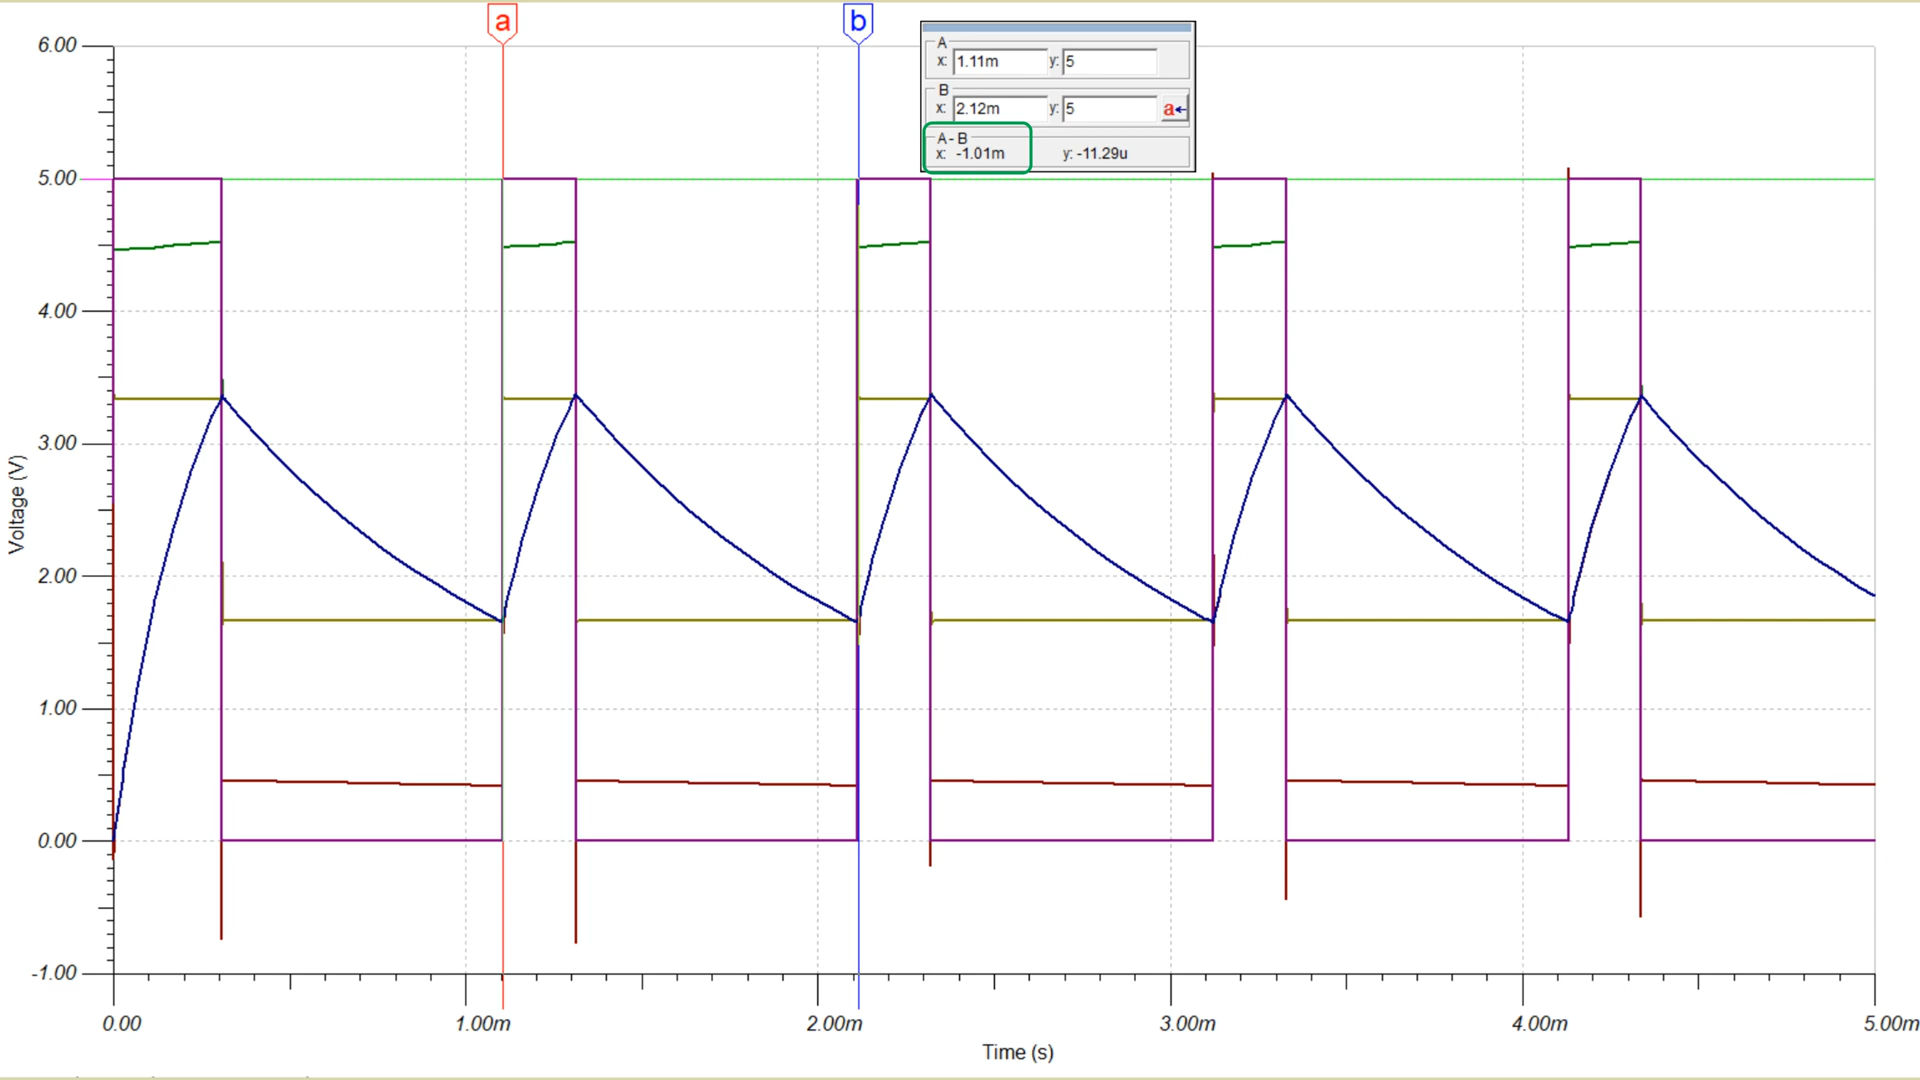 a
b
A
x: 1.11m y: 5
B
x: 2.12m y: 5 a←
A - B
x: -1.01m y: -11.29u
6.00
5.00
4.00
3.00
2.00
1.00
0.00
-1.00
Voltage (V)
0.00 1.00m 2.00m 3.00m 4.00m 5.00m
Time (s)